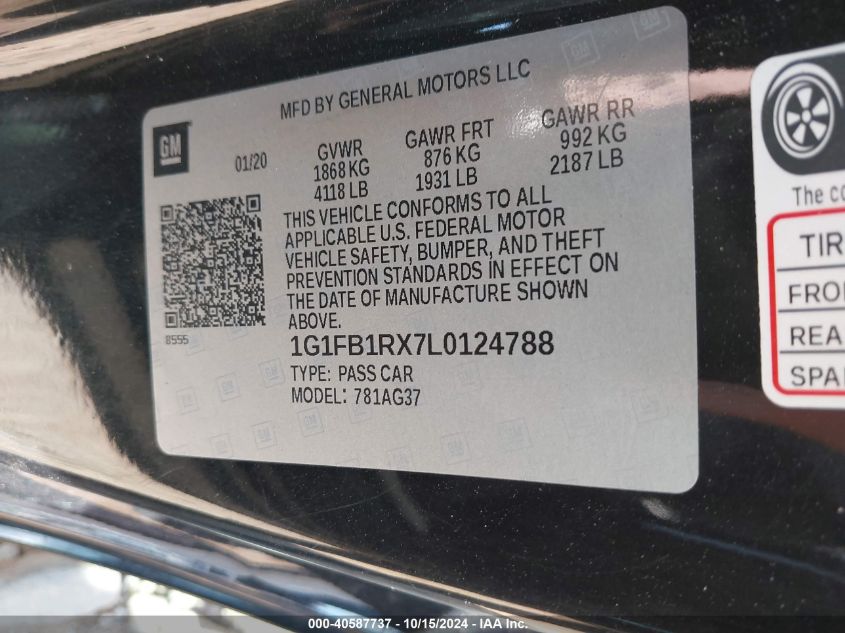 MFD BY GENERAL MOTORS LLC
GM
01/20
GVWR
1868 KG
4118 LB
GAWR FRT
876 KG
1931 LB
GAWR RR
992 KG
2187 LB
THIS VEHICLE CONFORMS TO ALL
APPLICABLE U.S. FEDERAL MOTOR
VEHICLE SAFETY, BUMPER, AND THEFT
PREVENTION STANDARDS IN EFFECT ON
THE DATE OF MANUFACTURE SHOWN
ABOVE.
8555
1G1FB1RX7L0124788
TYPE: PASS CAR
MODEL: 781AG37
The co
TIR
FRO
REA
SPA
000-40587737 - 10/15/2024 - IAA Inc.